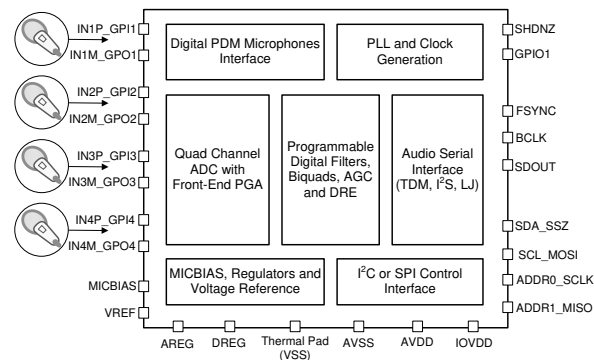 IN1P_GPI1
IN1M_GPO1
IN2P_GPI2
IN2M_GPO2
IN3P_GPI3
IN3M_GPO3
IN4P_GPI4
IN4M_GPO4
MICBIAS
VREF
Digital PDM Microphones
Interface
PLL and Clock
Generation
Quad Channel
ADC with
Front-End PGA
Programmable
Digital Filters,
Biquads, AGC
and DRE
Audio Serial
Interface
(TDM, I²S, LJ)
MICBIAS, Regulators and
Voltage Reference
I²C or SPI Control
Interface
SHDNZ
GPIO1
FSYNC
BCLK
SDOUT
SDA_SSZ
SCL_MOSI
ADDR0_SCLK
ADDR1_MISO
AREG
DREG
Thermal Pad
(VSS)
AVSS
AVDD
IOVDD